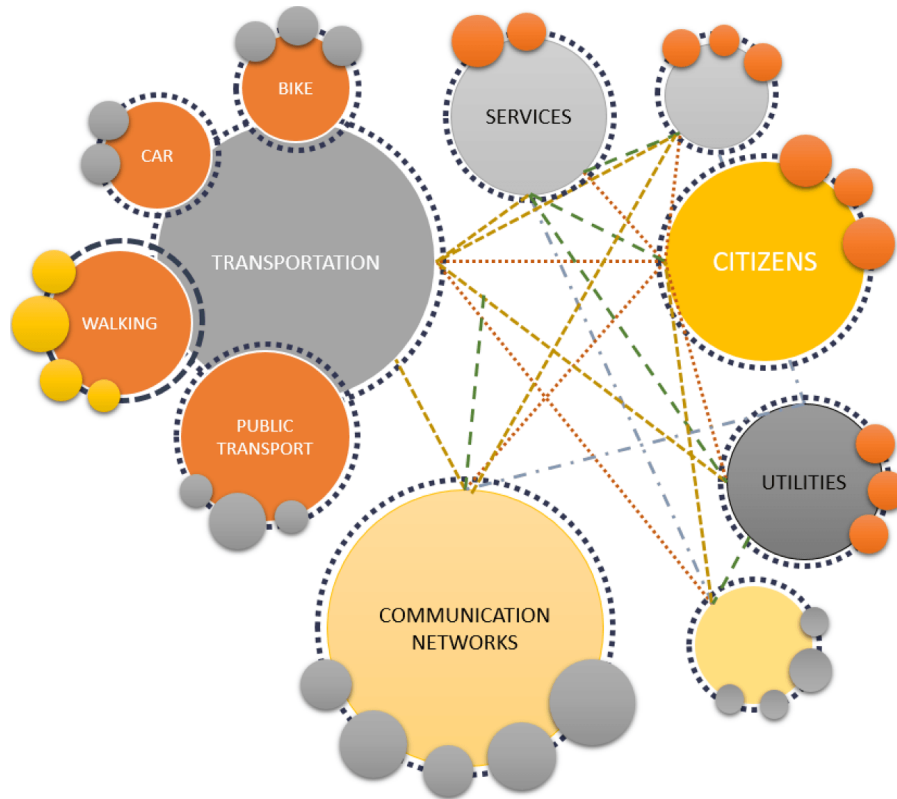 BIKE
SERVICES
CAR
TRANSPORTATION
CITIZENS
WALKING
PUBLIC
TRANSPORT
UTILITIES
COMMUNICATION
NETWORKS